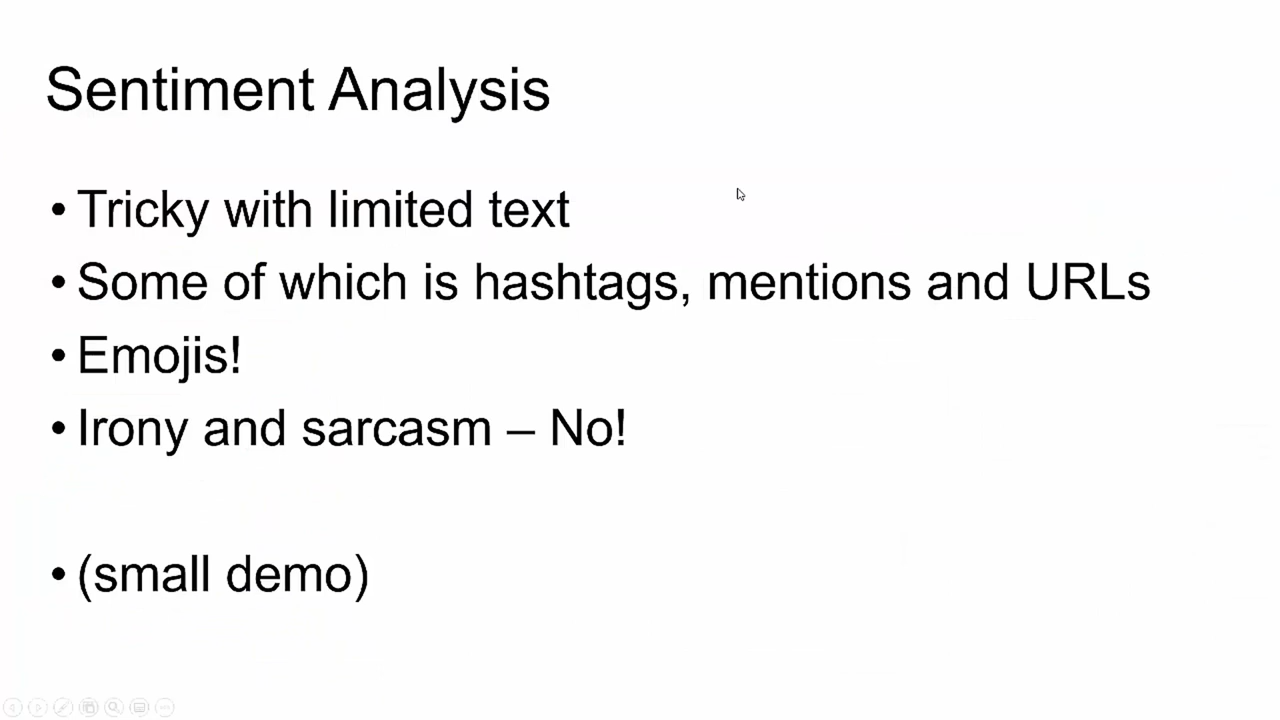 Sentiment Analysis
• Tricky with limited text
• Some of which is hashtags, mentions and URLs
• Emojis!
• Irony and sarcasm – No!
• (small demo)